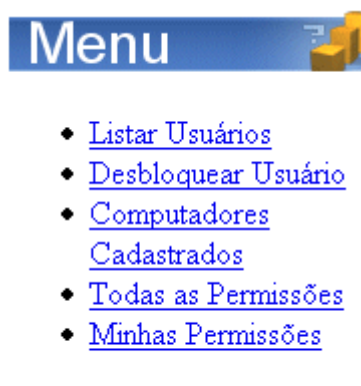 Menu
Listar Usuários
Desbloquear Usuário
Computadores
Cadastrados
Todas as Permissões
Minhas Permissões